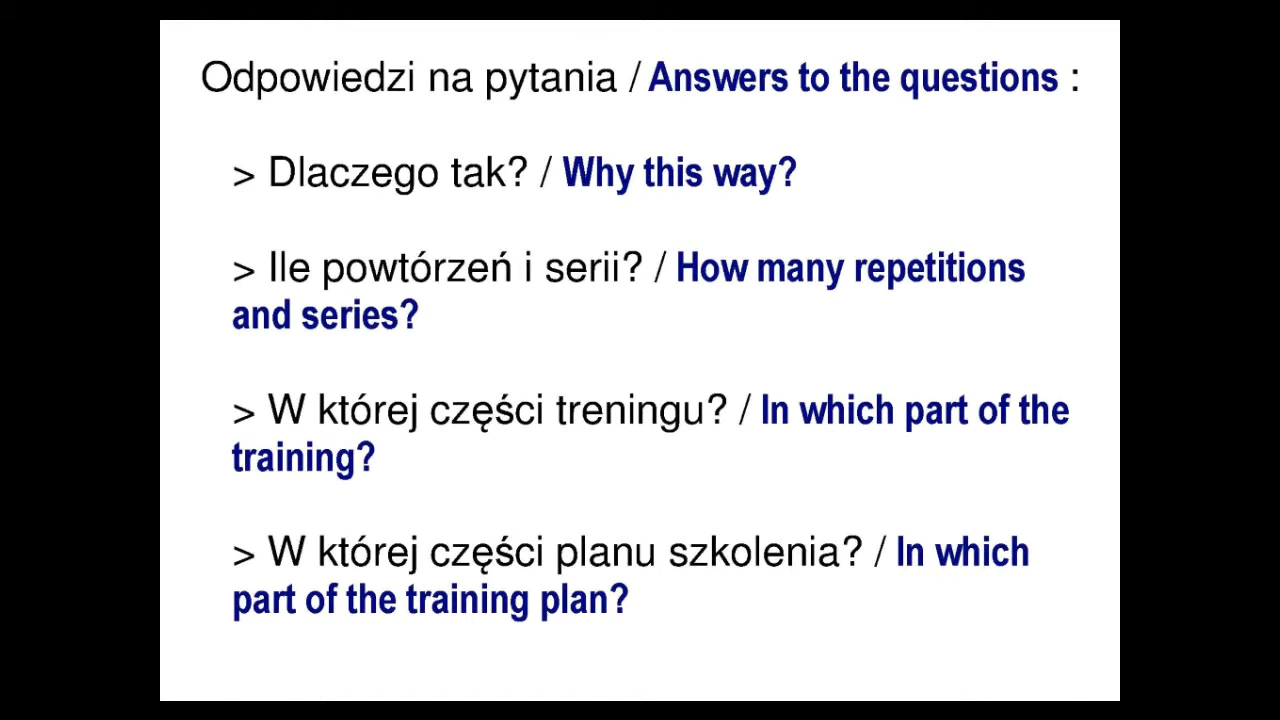 Odpowiedzi na pytania / Answers to the questions :
> Dlaczego tak? / Why this way?
> Ile powtórzeń i serii? / How many repetitions
and series?
> W której części treningu? / In which part of the
training?
> W której części planu szkolenia? / In which
part of the training plan?